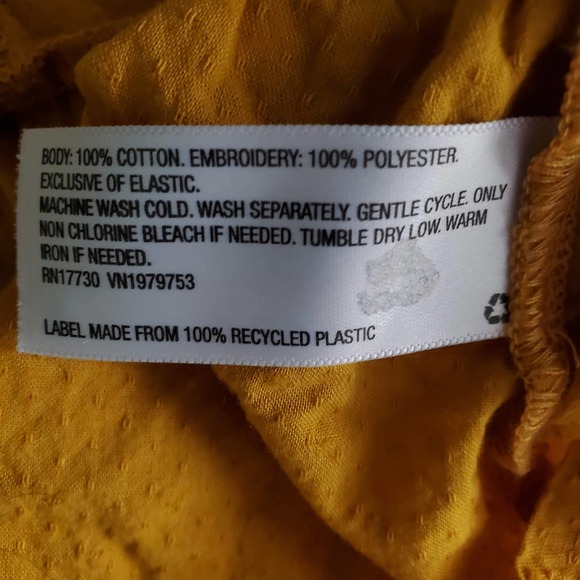 BODY: 100% COTTON. EMBROIDERY: 100% POLYESTER.
EXCLUSIVE OF ELASTIC.
MACHINE WASH COLD. WASH SEPARATELY. GENTLE CYCLE. ONLY
NON CHLORINE BLEACH IF NEEDED. TUMBLE DRY LOW. WARM
IRON IF NEEDED.
RN17730 VN1979753
LABEL MADE FROM 100% RECYCLED PLASTIC